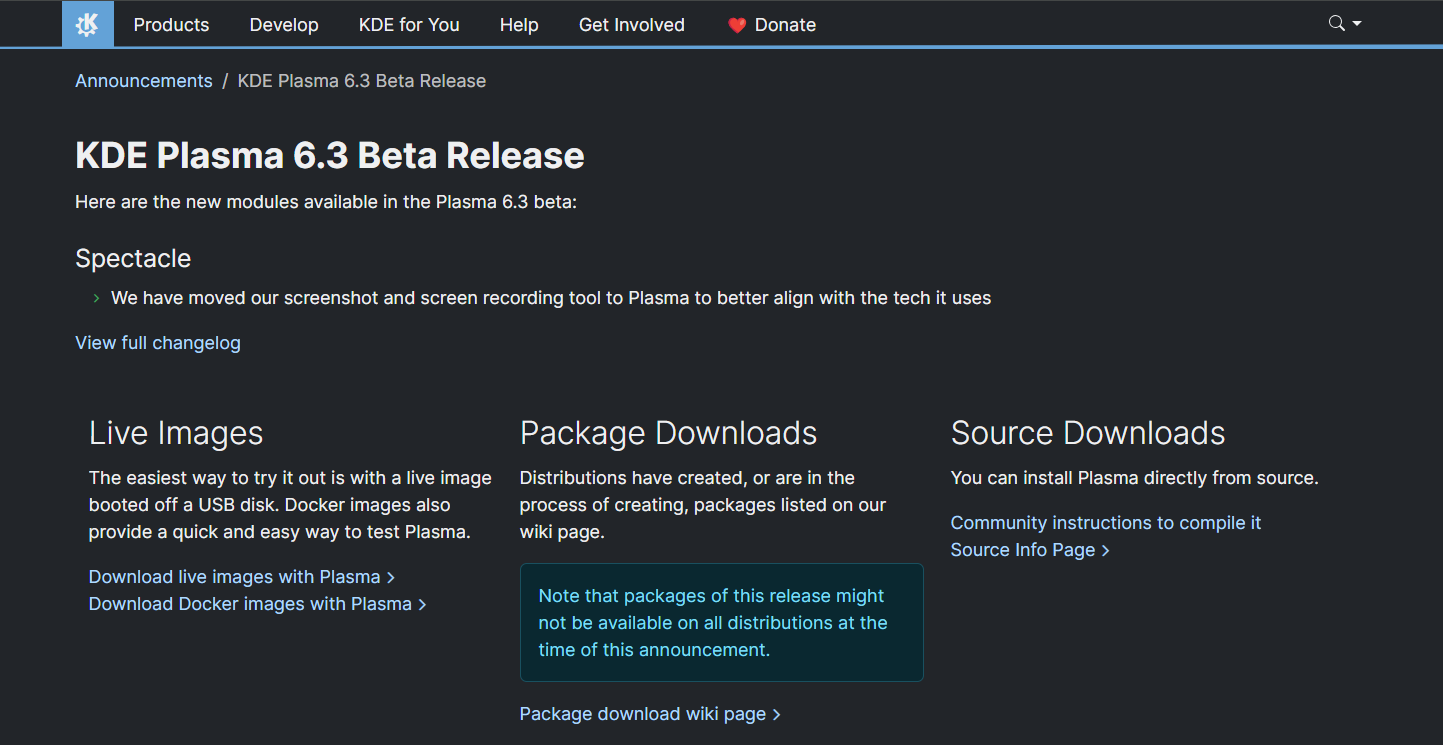 Products Develop KDE for You Help Get Involved ❤️ Donate
Announcements / KDE Plasma 6.3 Beta Release
KDE Plasma 6.3 Beta Release
Here are the new modules available in the Plasma 6.3 beta:
Spectacle
› We have moved our screenshot and screen recording tool to Plasma to better align with the tech it uses
View full changelog
Live Images
The easiest way to try it out is with a live image
booted off a USB disk. Docker images also
provide a quick and easy way to test Plasma.
Download live images with Plasma ›
Download Docker images with Plasma ›
Package Downloads
Distributions have created, or are in the
process of creating, packages listed on our
wiki page.
Note that packages of this release might
not be available on all distributions at the
time of this announcement.
Package download wiki page ›
Source Downloads
You can install Plasma directly from source.
Community instructions to compile it
Source Info Page ›